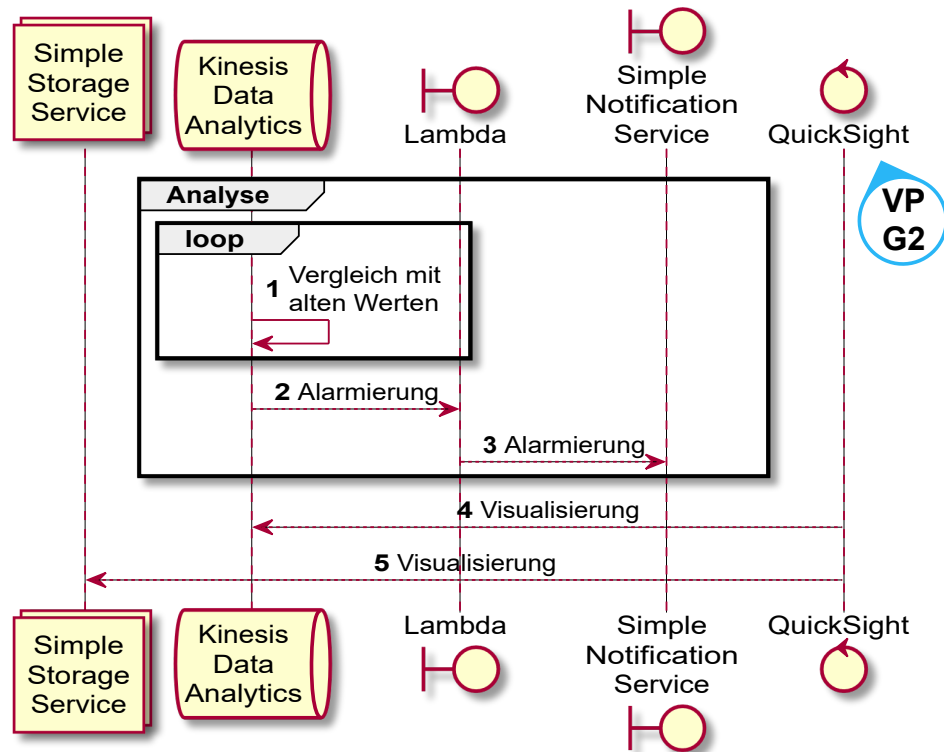 Simple
Storage
Service
Kinesis
Data
Analytics
Lambda
Simple
Notification
Service
QuickSight
VP
G2
Analyse
loop
1 Vergleich mit
alten Werten
2 Alarmierung
3 Alarmierung
4 Visualisierung
5 Visualisierung
Simple
Storage
Service
Kinesis
Data
Analytics
Lambda
Simple
Notification
Service
QuickSight